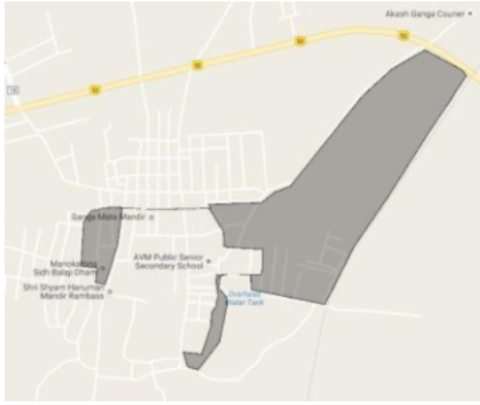 Akash Ganga Courier
52
52
52
52
Ganga Mata Mandir
AVM Public Senior
Secondary School
Manokamna
Sidh Balaji Dham
Shri Shyam Hanuman
Mandir Rambass
Overhead
Water Tank